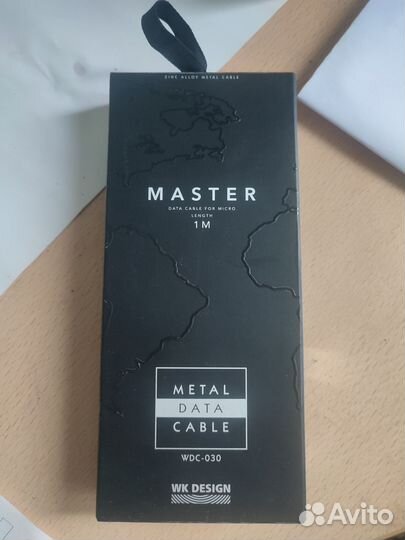 ZINC ALLOY METAL CABLE
MASTER
DATA CABLE FOR MICRO
LENGTH
1M
METAL
DATA
CABLE
WDC-030
WK DESIGN
Avito